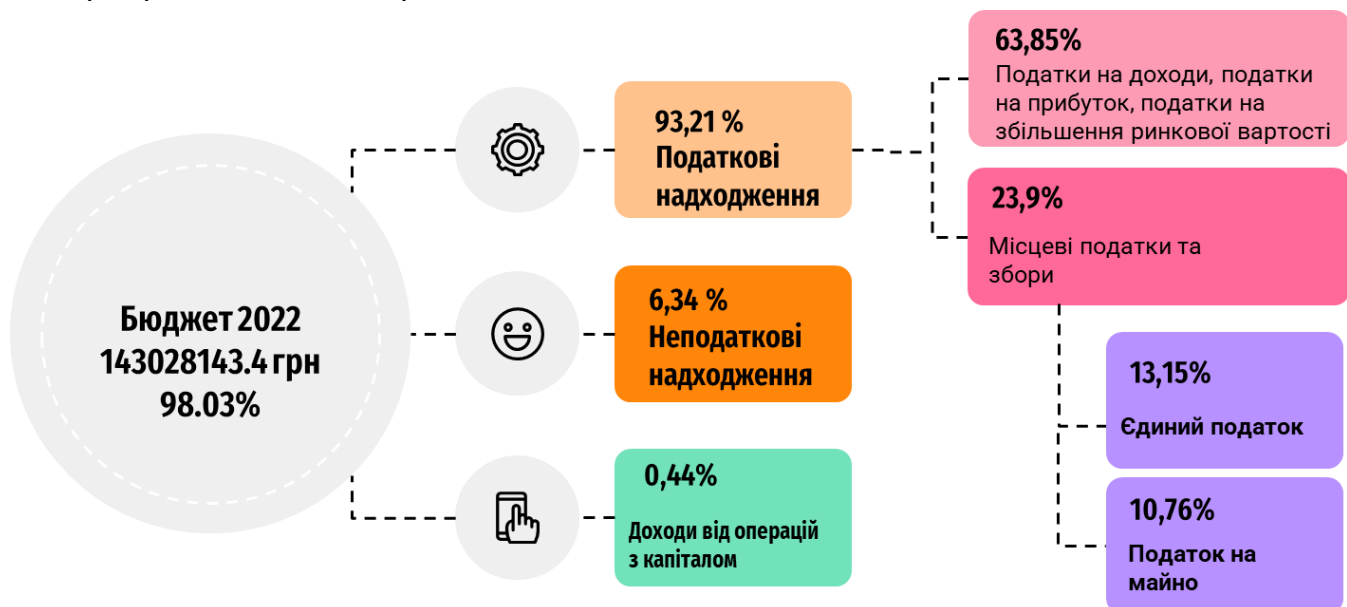 Бюджет 2022
143028143.4 грн
98.03%
93,21 %
Податкові
надходження
6,34 %
Неподаткові
надходження
0,44%
Доходи від операцій
з капіталом
63,85%
Податки на доходи, податки
на прибуток, податки на
збільшення ринкової вартості
23,9%
Місцеві податки та
збори
13,15%
Єдиний податок
10,76%
Податок на
майно